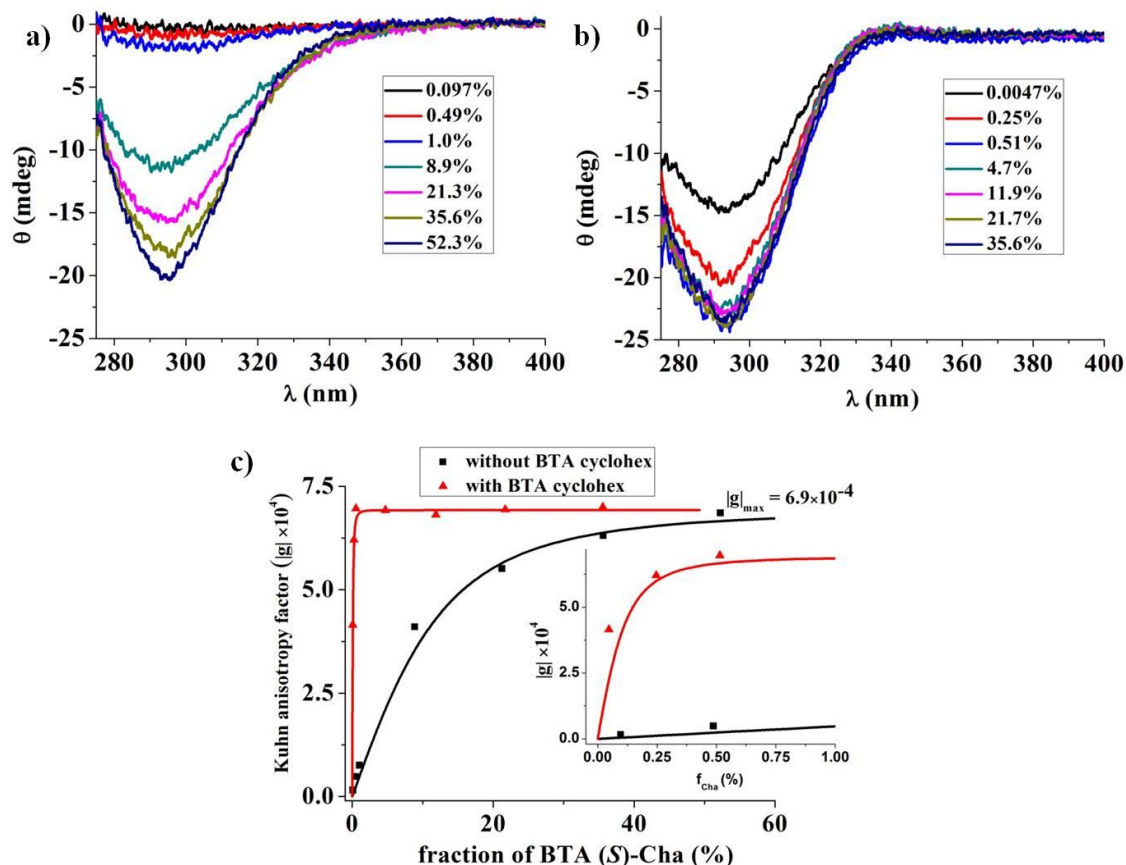 a)
0
-5
-10
-15
-20
-25
θ (mdeg)
0.097%
0.49%
1.0%
8.9%
21.3%
35.6%
52.3%
280 300 320 340 360 380 400
λ (nm)
b)
0
-5
-10
-15
-20
-25
θ (mdeg)
0.0047%
0.25%
0.51%
4.7%
11.9%
21.7%
35.6%
280 300 320 340 360 380 400
λ (nm)
c)
without BTA cyclohex
with BTA cyclohex
7.5
5.0
2.5
0.0
Kuhn anisotropy factor (|g| ×10⁴)
|g|max = 6.9×10⁻⁴
5.0
2.5
0.0
|g| ×10⁴
0.00 0.25 0.50 0.75 1.00
fCha (%)
0 20 40 60
fraction of BTA (S)-Cha (%)